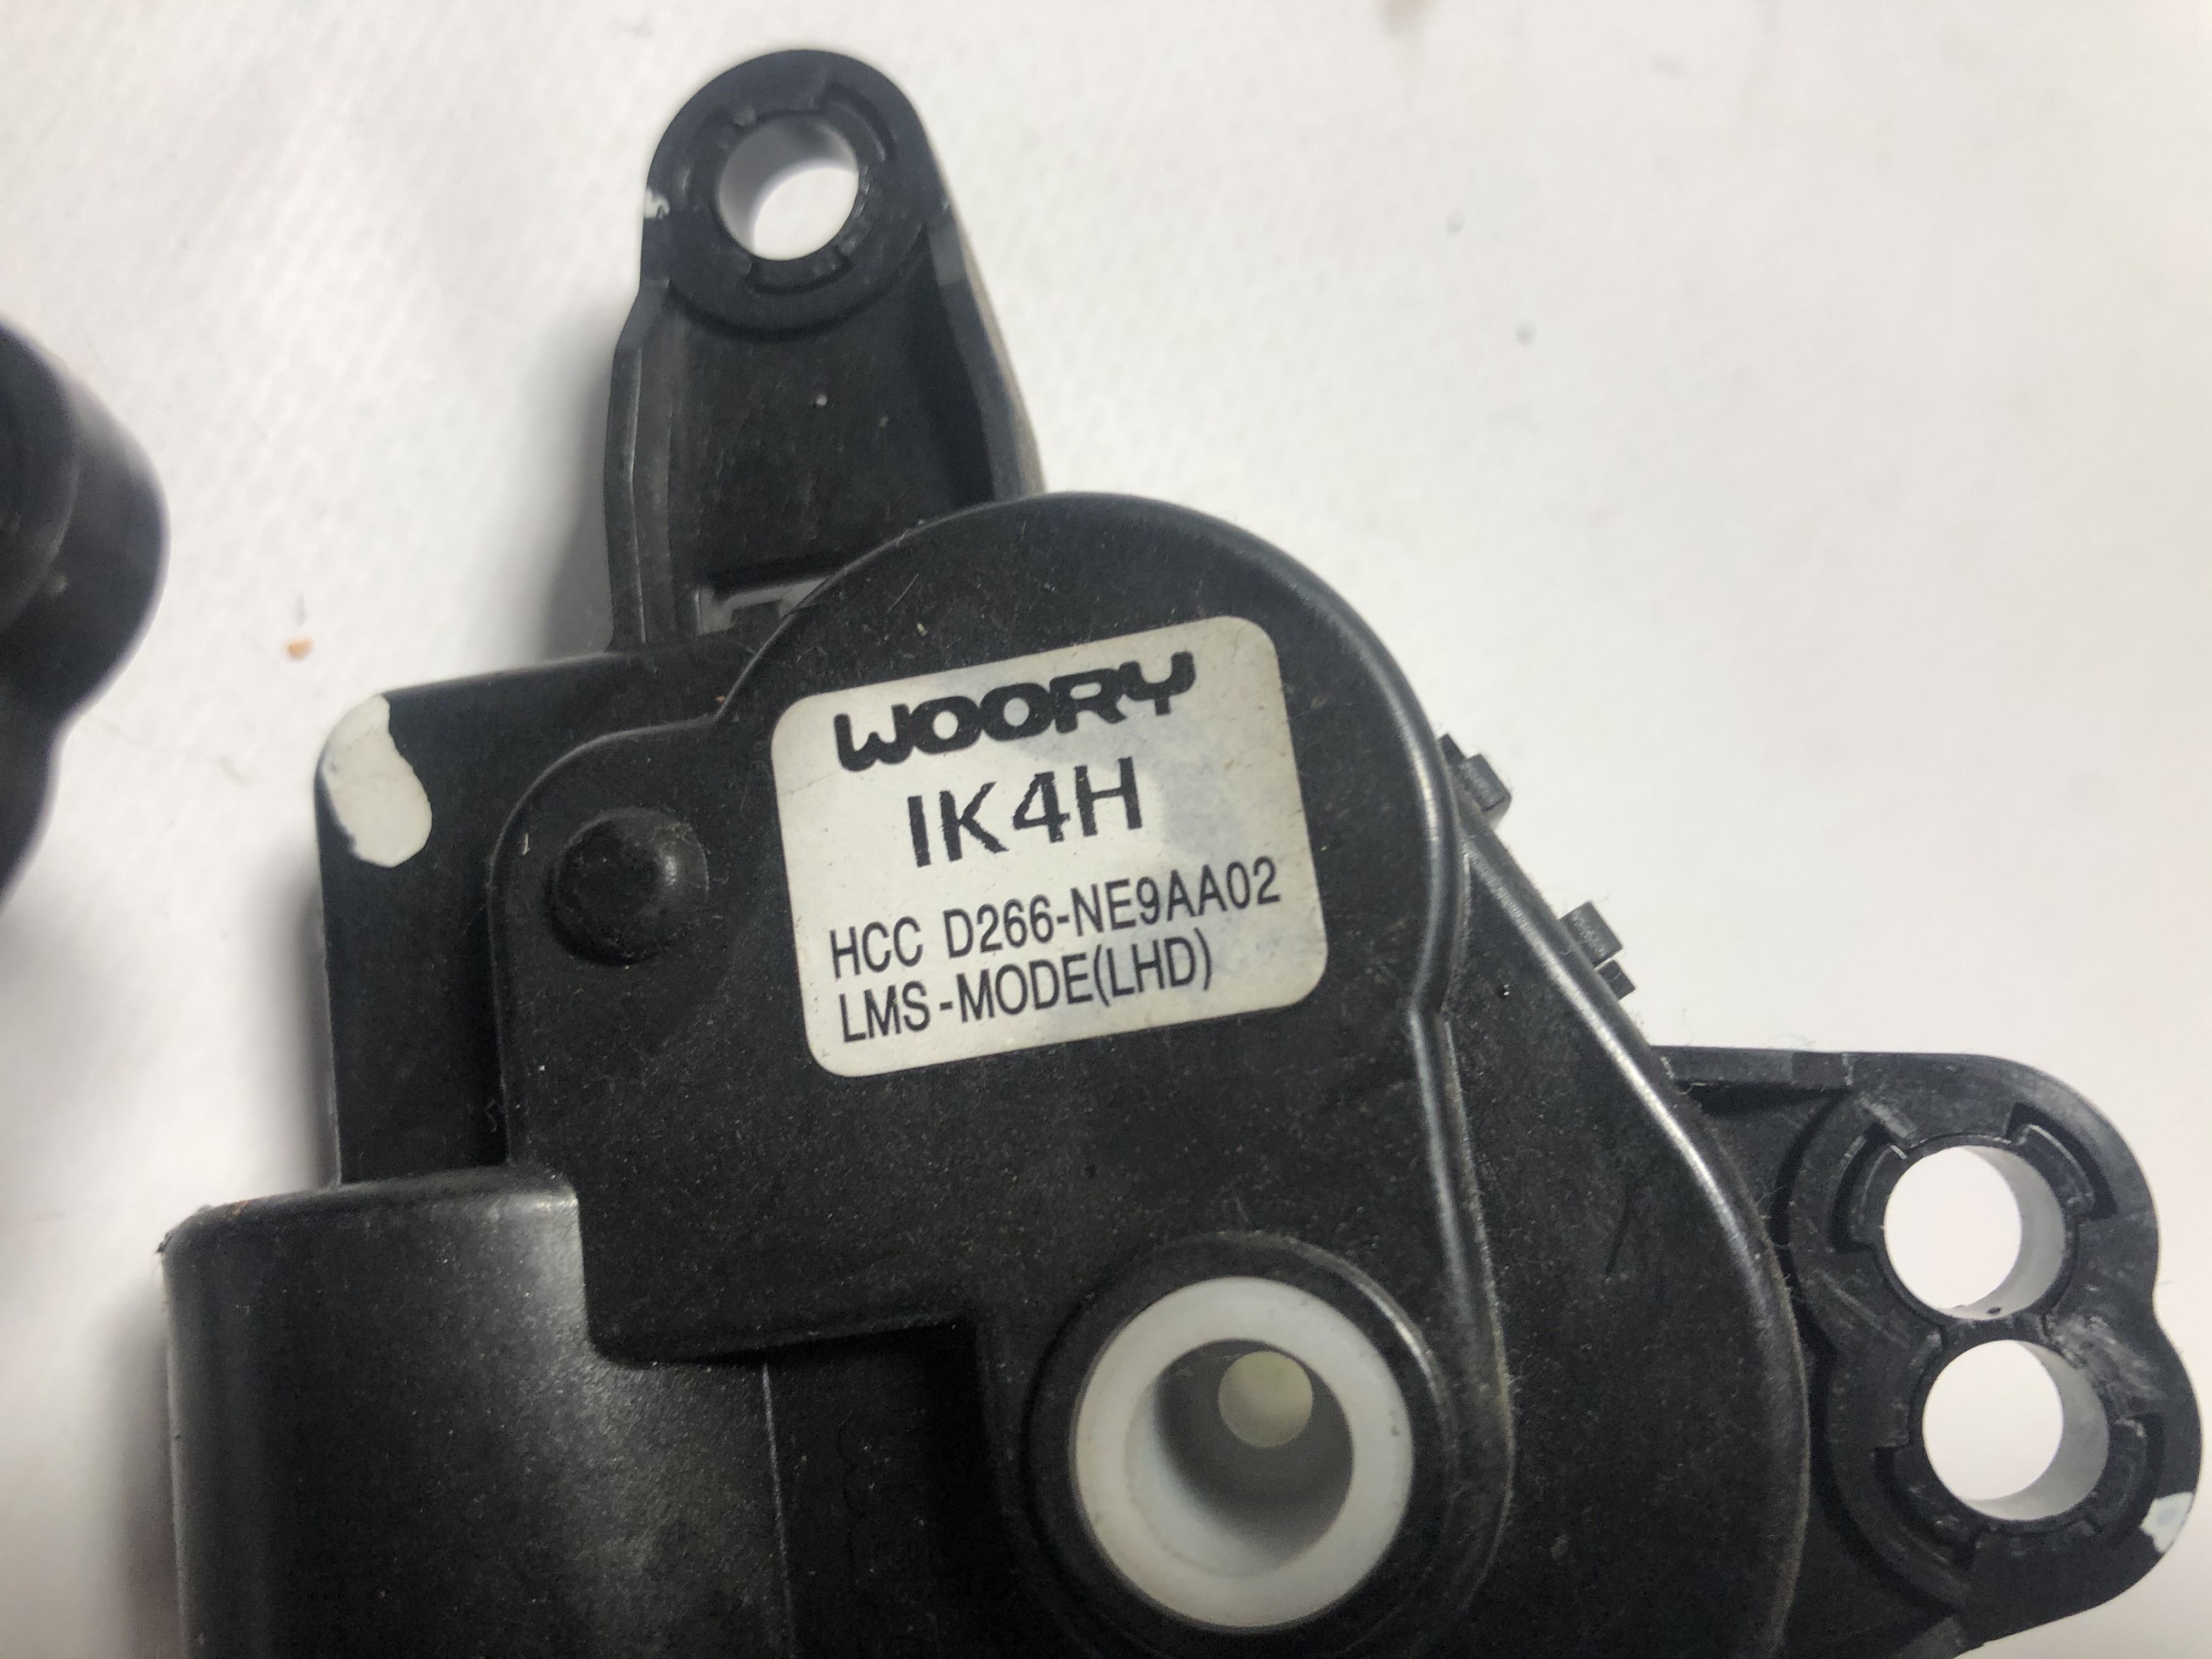 WOORY
IK4H
HCC D266-NE9AA02
LMS-MODE(LHD)